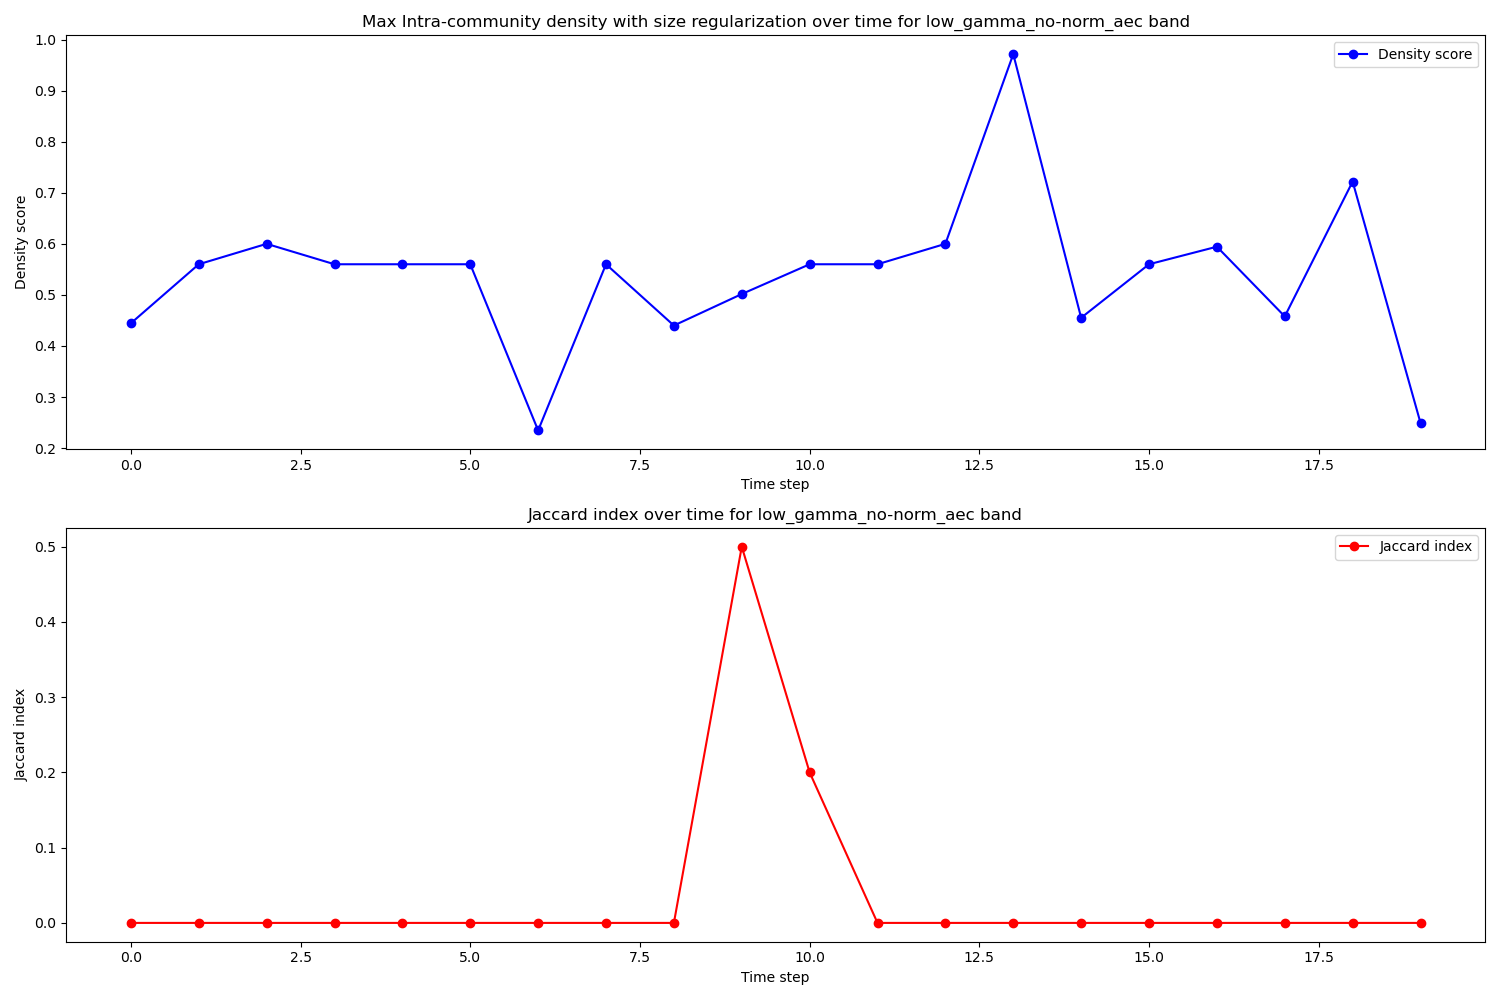 Max Intra-community density with size regularization over time for low_gamma_no-norm_aec band
Density score
1.0
0.9
0.8
0.7
0.6
0.5
0.4
0.3
0.2
Density score
0.0 2.5 5.0 7.5 10.0 12.5 15.0 17.5
Time step
Jaccard index over time for low_gamma_no-norm_aec band
Jaccard index
0.5
0.4
0.3
0.2
0.1
0.0
Jaccard index
0.0 2.5 5.0 7.5 10.0 12.5 15.0 17.5
Time step